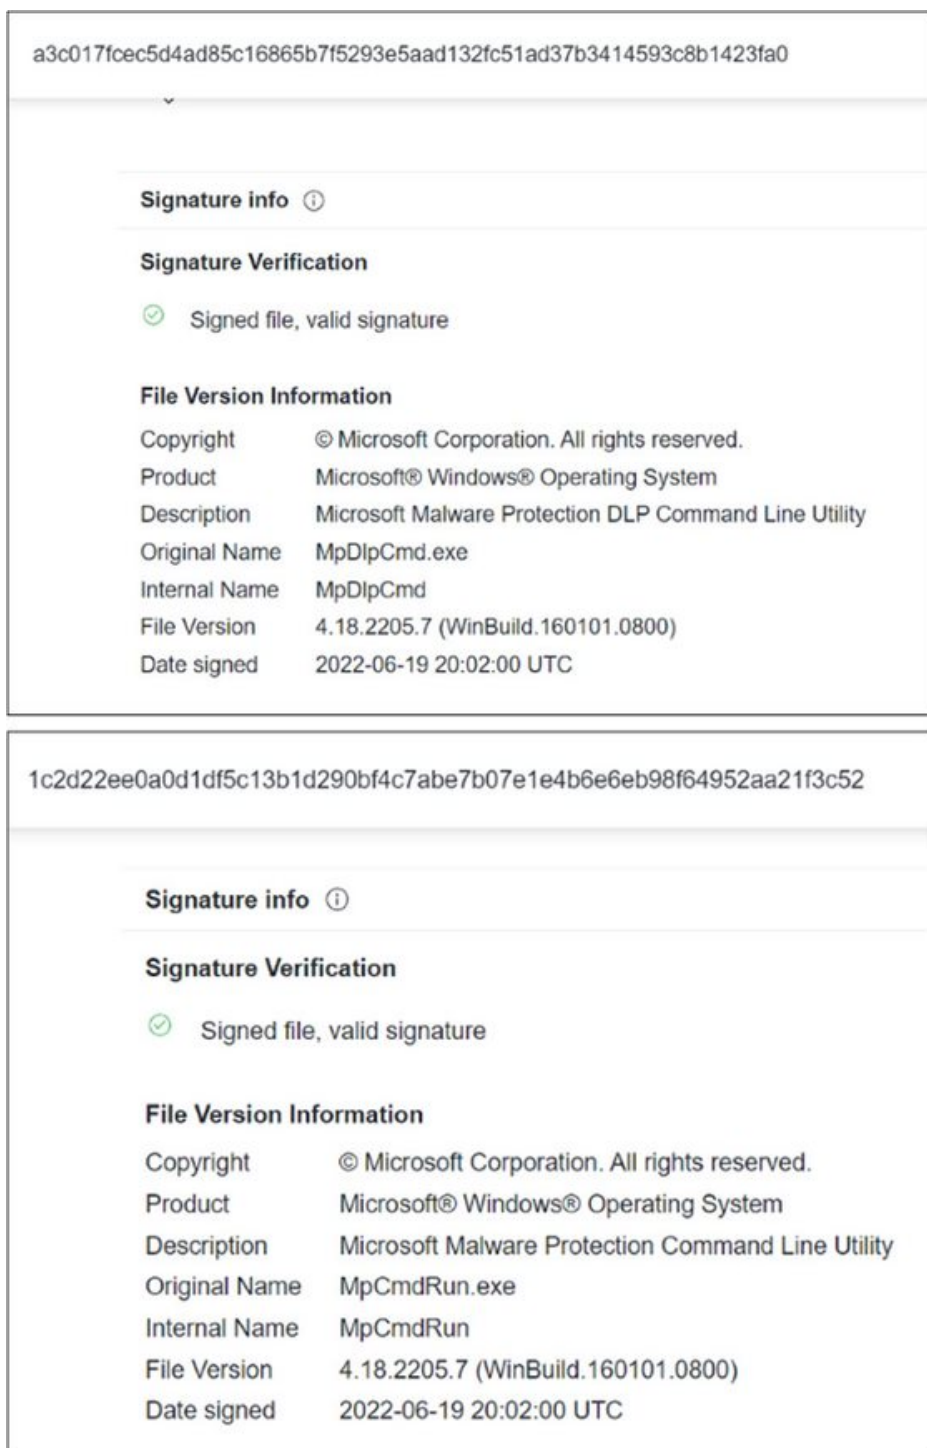 a3c017fcec5d4ad85c16865b7f5293e5aad132fc51ad37b3414593c8b1423fa0
Signature info
Signature Verification
Signed file, valid signature
File Version Information
Copyright © Microsoft Corporation. All rights reserved.
Product Microsoft® Windows® Operating System
Description Microsoft Malware Protection DLP Command Line Utility
Original Name MpDlpCmd.exe
Internal Name MpDlpCmd
File Version 4.18.2205.7 (WinBuild.160101.0800)
Date signed 2022-06-19 20:02:00 UTC
1c2d22ee0a0d1df5c13b1d290bf4c7abe7b07e1e4b6e6eb98f64952aa21f3c52
Signature info
Signature Verification
Signed file, valid signature
File Version Information
Copyright © Microsoft Corporation. All rights reserved.
Product Microsoft® Windows® Operating System
Description Microsoft Malware Protection Command Line Utility
Original Name MpCmdRun.exe
Internal Name MpCmdRun
File Version 4.18.2205.7 (WinBuild.160101.0800)
Date signed 2022-06-19 20:02:00 UTC